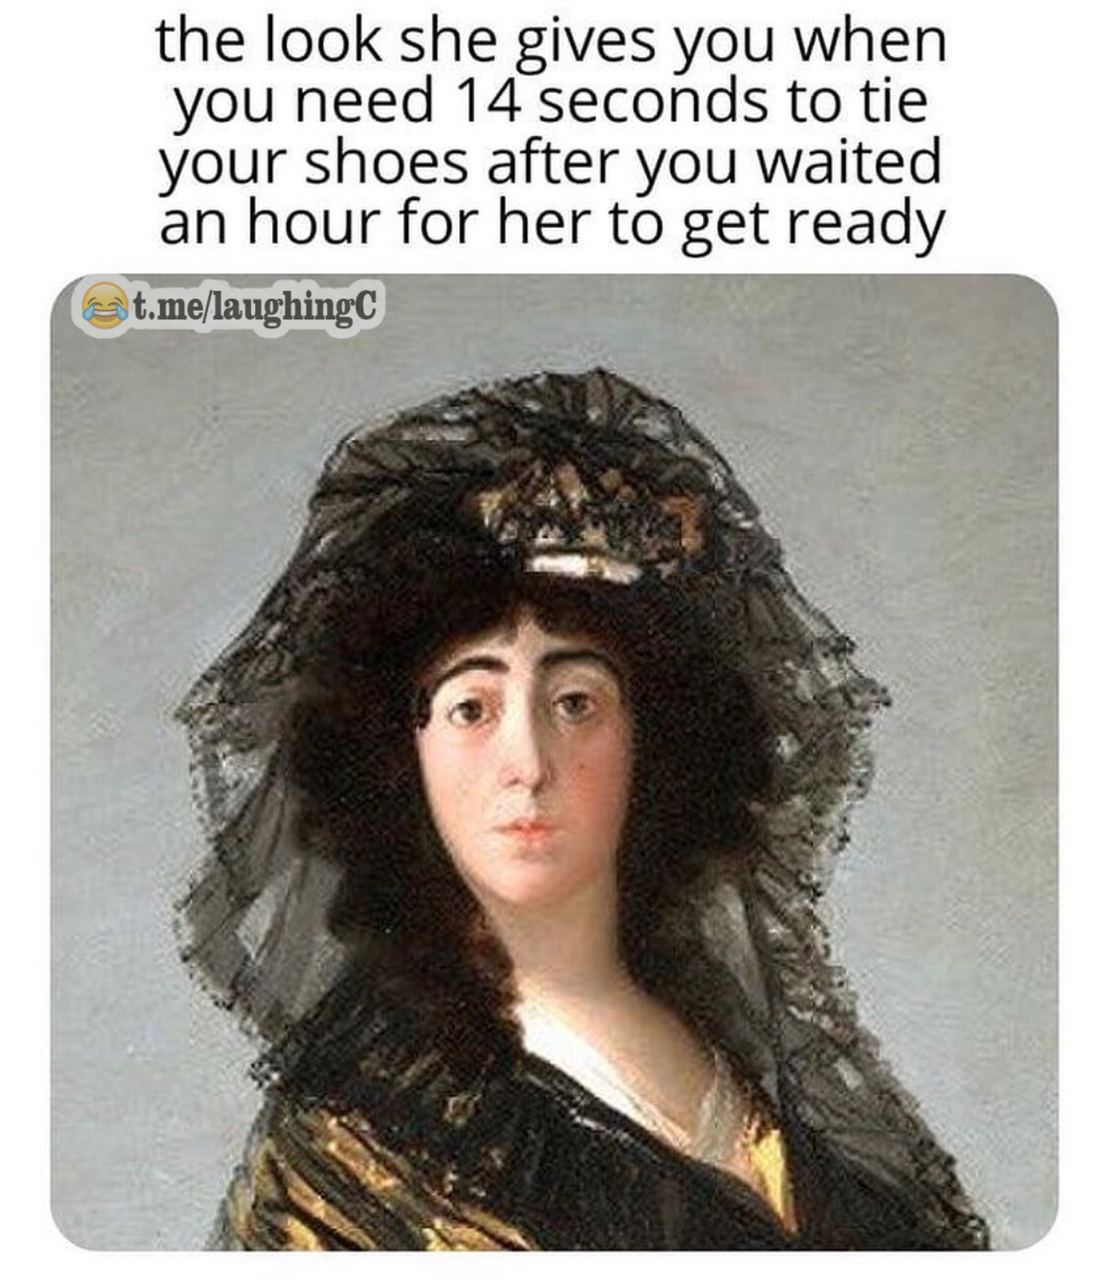 the look she gives you when
you need 14 seconds to tie
your shoes after you waited
an hour for her to get ready
😂t.me/laughingC